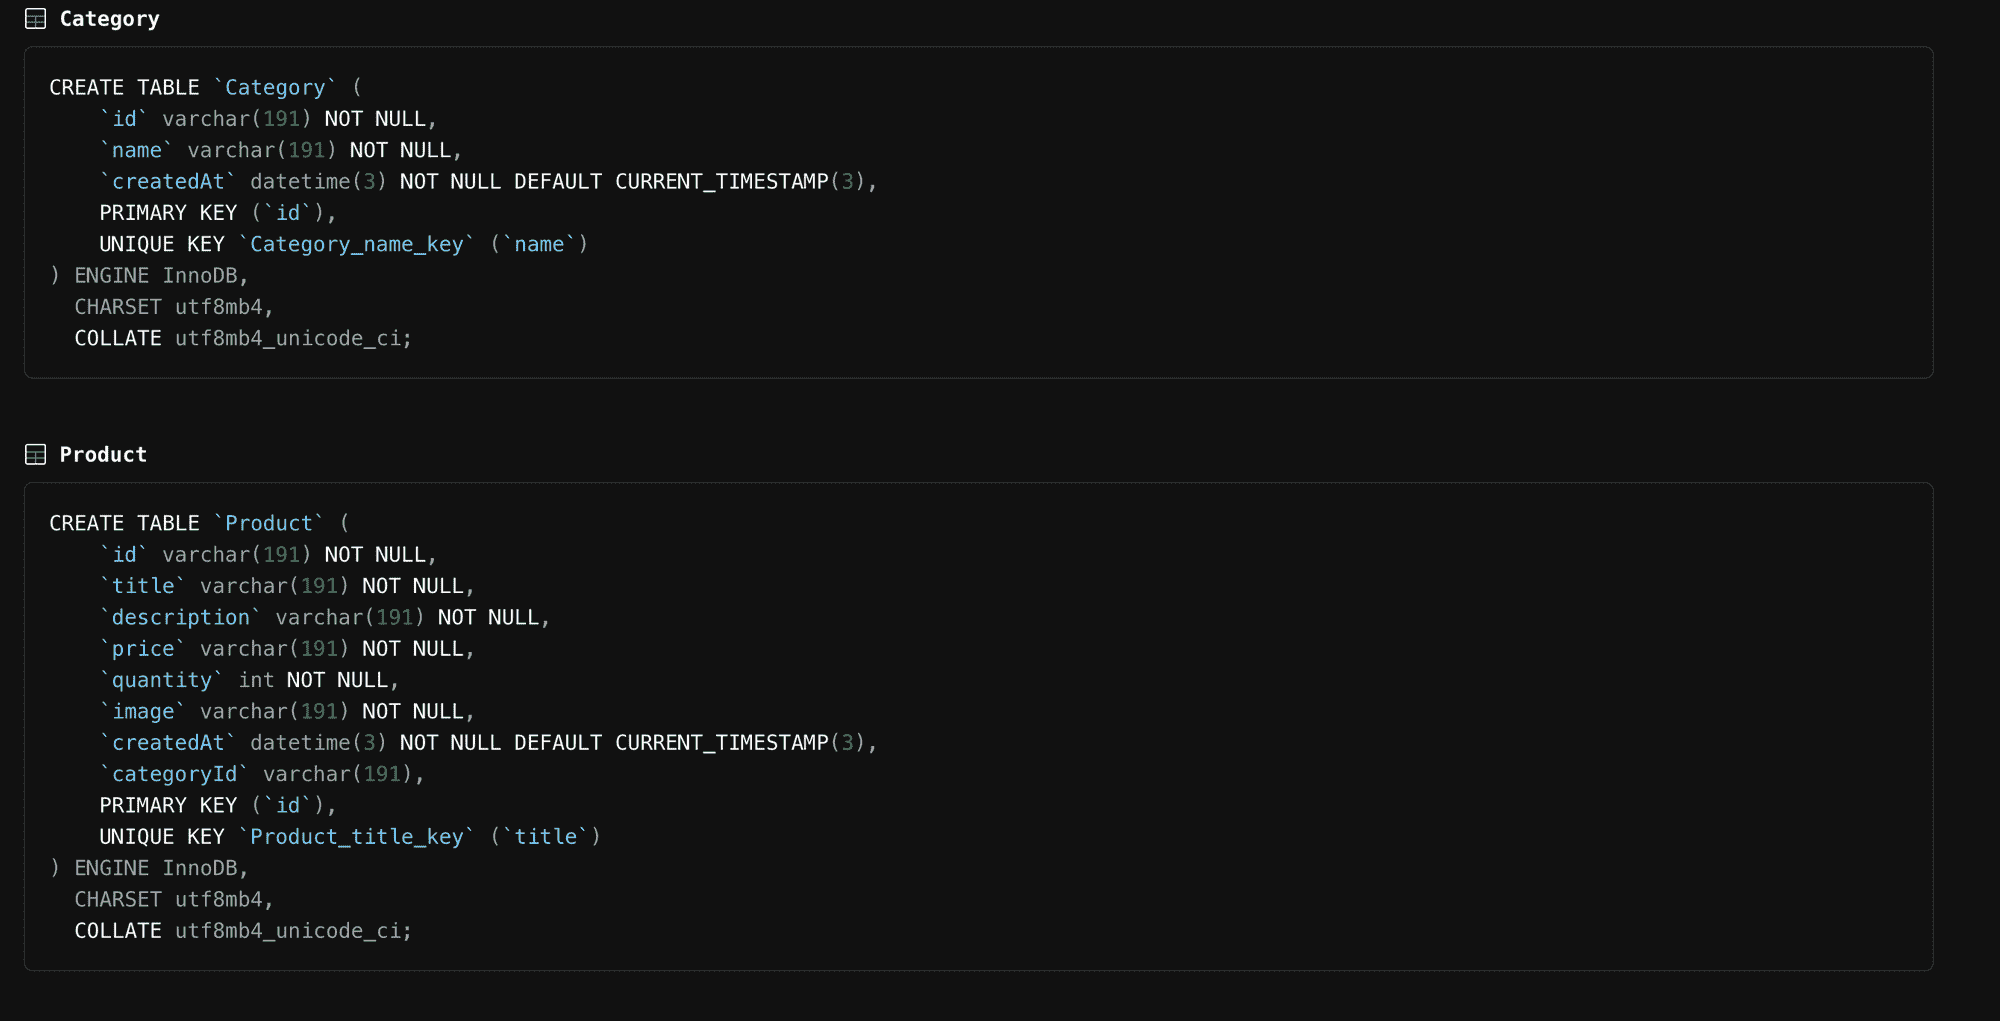 Category
CREATE TABLE `Category` (
`id` varchar(191) NOT NULL,
`name` varchar(191) NOT NULL,
`createdAt` datetime(3) NOT NULL DEFAULT CURRENT_TIMESTAMP(3),
PRIMARY KEY (`id`),
UNIQUE KEY `Category_name_key` (`name`)
) ENGINE InnoDB,
CHARSET utf8mb4,
COLLATE utf8mb4_unicode_ci;
Product
CREATE TABLE `Product` (
`id` varchar(191) NOT NULL,
`title` varchar(191) NOT NULL,
`description` varchar(191) NOT NULL,
`price` varchar(191) NOT NULL,
`quantity` int NOT NULL,
`image` varchar(191) NOT NULL,
`createdAt` datetime(3) NOT NULL DEFAULT CURRENT_TIMESTAMP(3),
`categoryId` varchar(191),
PRIMARY KEY (`id`),
UNIQUE KEY `Product_title_key` (`title`)
) ENGINE InnoDB,
CHARSET utf8mb4,
COLLATE utf8mb4_unicode_ci;